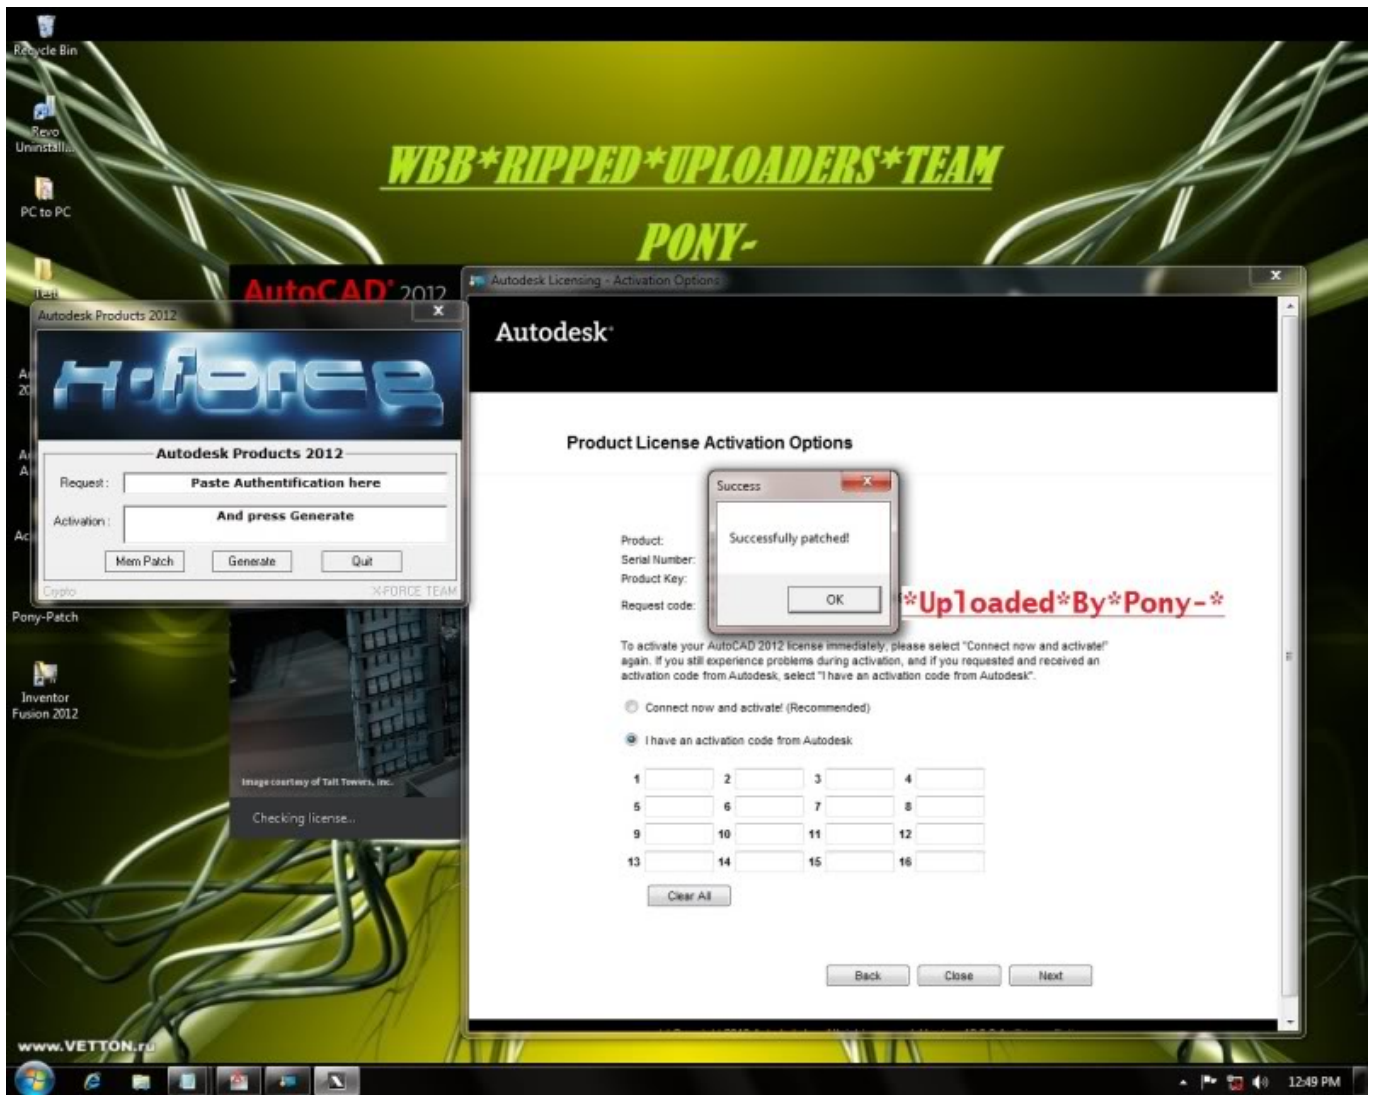 Recycle Bin
Revo
Uninstall...
PC to PC
WBB*RIPPED*UPLOADERS*TEAM
PONY-
Test
AutoCAD 2012
Autodesk Licensing - Activation Options
Autodesk Products 2012
Autodesk
x-force
Product License Activation Options
Autodesk Products 2012
Request: Paste Authentification here
Activation: And press Generate
Mem Patch Generate Quit
Crypto X-FORCE TEAM
Success
Successfully patched!
OK
Product:
Serial Number:
Product Key:
Request code:
*Uploaded*By*Pony-*
Pony-Patch
To activate your AutoCAD 2012 license immediately, please select "Connect now and activate!"
again. If you still experience problems during activation, and if you requested and received an
activation code from Autodesk, select "I have an activation code from Autodesk".
Inventor
Fusion 2012
Connect now and activate! (Recommended)
I have an activation code from Autodesk
1 2 3 4
5 6 7 8
9 10 11 12
13 14 15 16
Image courtesy of Tait Towers, Inc.
Checking license...
Clear All
Back Close Next
www.VETTON.ru
12:49 PM